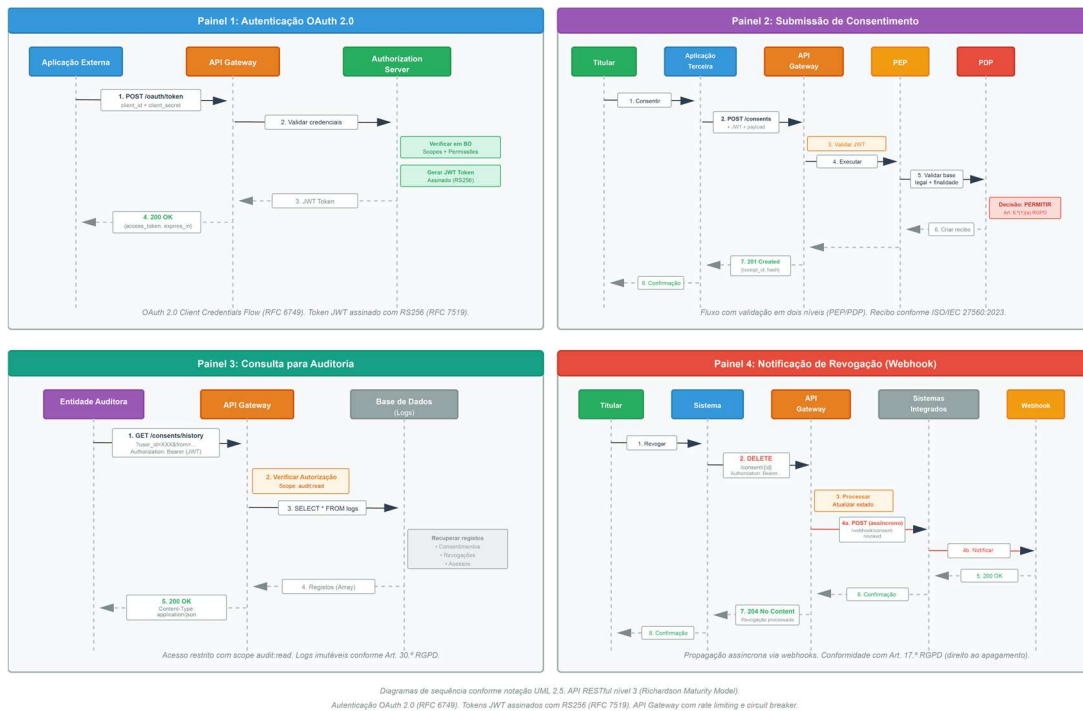 Painel 1: Autenticação OAuth 2.0
Aplicação Externa
API Gateway
Authorization
Server
1. POST /oauth/token
client_id + client_secret
2. Validar credenciais
Verificar em BD
Scopes + Permissões
Gerar JWT Token
Assinado (RS256)
3. JWT Token
4. 200 OK
{access_token, expires_in}
OAuth 2.0 Client Credentials Flow (RFC 6749). Token JWT assinado com RS256 (RFC 7519).
Painel 2: Submissão de Consentimento
Titular
Aplicação
Terceira
API
Gateway
PEP
PDP
1. Consentir
2. POST /consents
+ JWT + payload
3. Validar JWT
4. Executar
5. Validar base
legal + finalidade
Decisão: PERMITIR
Art. 6.º(1)(a) RGPD
6. Criar recibo
7. 201 Created
{receipt_id, hash}
8. Confirmação
Fluxo com validação em dois níveis (PEP/PDP). Recibo conforme ISO/IEC 27560:2023.
Painel 3: Consulta para Auditoria
Entidade Auditora
API Gateway
Base de Dados
(Logs)
1. GET /consents/history
?user_id=XXX&from=...
Authorization: Bearer (JWT)
2. Verificar Autorização
Scope: audit:read
3. SELECT * FROM logs
Recuperar registos
• Consentimentos
• Revogações
• Acessos
4. Registos (Array)
5. 200 OK
Content-Type:
application/json
Acesso restrito com scope audit:read. Logs imutáveis conforme Art. 30.º RGPD.
Painel 4: Notificação de Revogação (Webhook)
Titular
Sistema
API
Gateway
Sistemas
Integrados
Webhook
1. Revogar
2. DELETE
/consent/{id}
Authorization: Bearer...
3. Processar
Atualizar estado
4a. POST (assíncrono)
/webhook/consent-
revoked
4b. Notificar
5. 200 OK
6. Confirmação
7. 204 No Content
Revogação processada
8. Confirmação
Propagação assíncrona via webhooks. Conformidade com Art. 17.º RGPD (direito ao apagamento).
Diagramas de sequência conforme notação UML 2.5. API RESTful nível 3 (Richardson Maturity Model).
Autenticação OAuth 2.0 (RFC 6749). Tokens JWT assinados com RS256 (RFC 7519). API Gateway com rate limiting e circuit breaker.